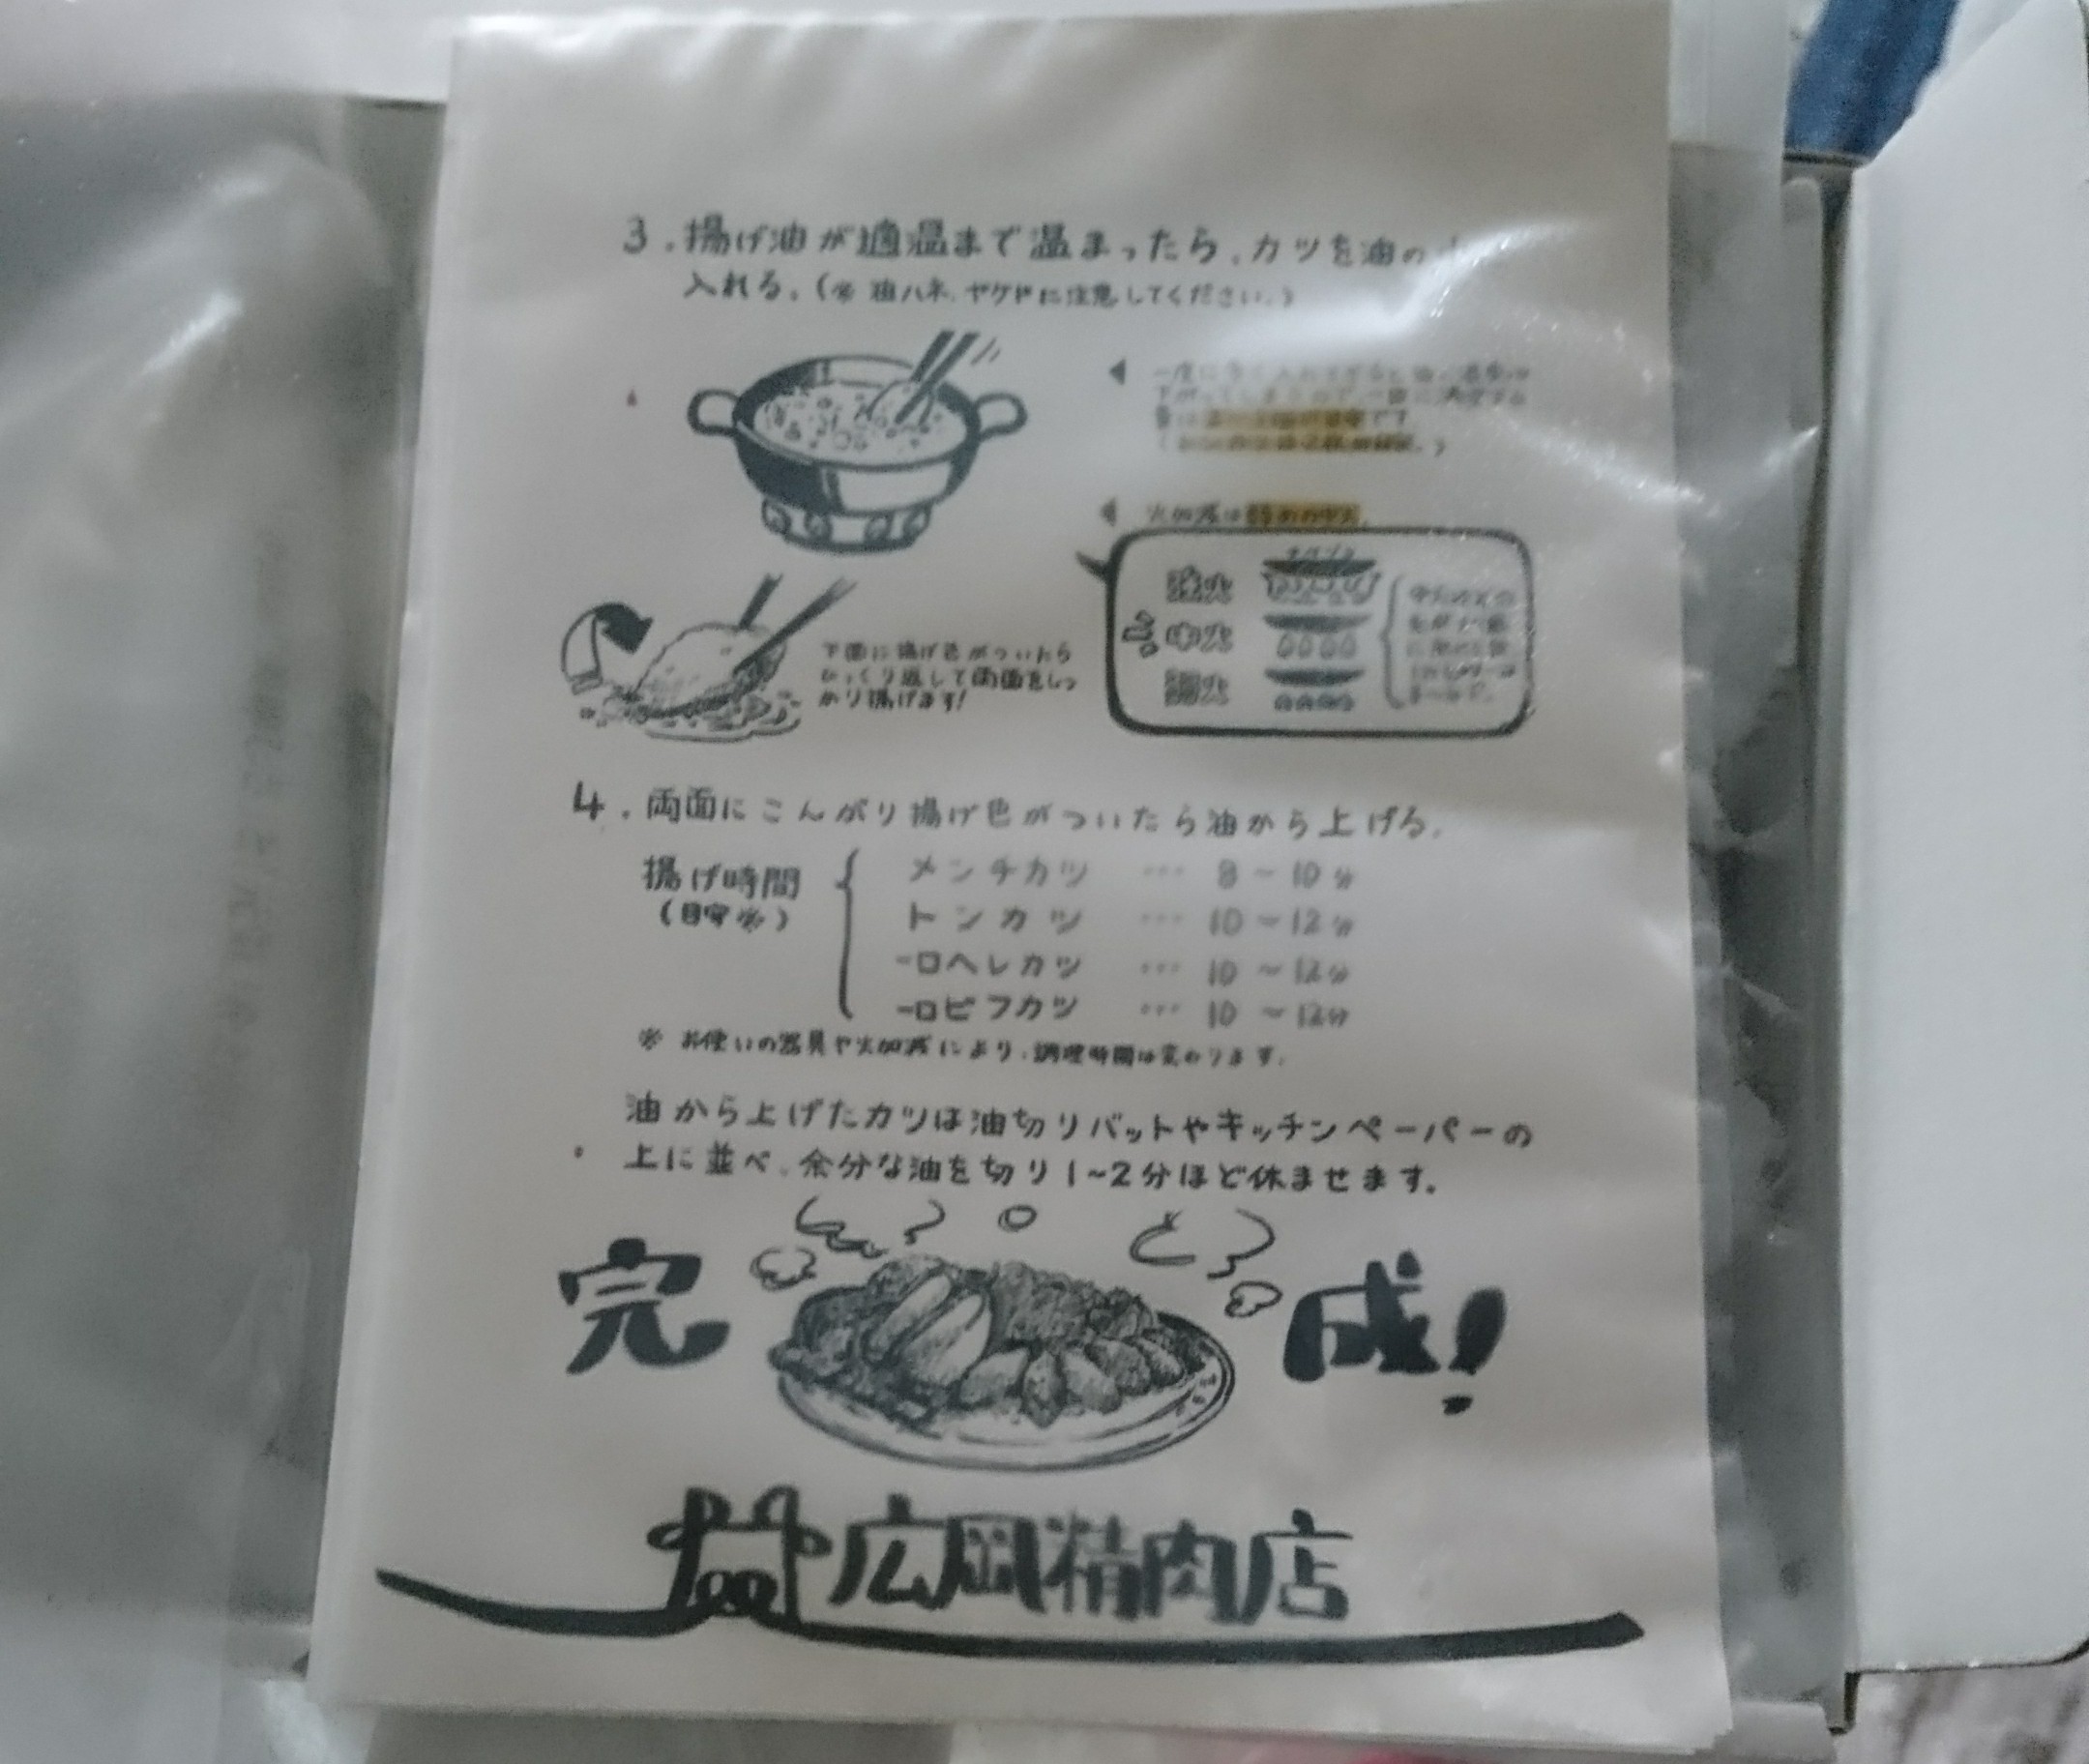 3.揚げ油が適温まで温まったら、カツを油の
入れる。(※ 油ハネ、ヤケドに注意してください。)
火加減は弱めの中火。
強火
中火
弱火
下面に揚げ色がついたら
ひっくり返して両面をしっ
かり揚げます!
4.両面にこんがり揚げ色がついたら油から上げる。
揚げ時間
(目安※)
メンチカツ … 8~10分
トンカツ … 10~12分
一口ヘレカツ … 10~12分
一口ビフカツ … 10~12分
※ お使いの器具や火加減により、調理時間は変わります。
油から上げたカツは油切りバットやキッチンペーパーの
上に並べ、余分な油を切り1~2分ほど休ませます。
完成!
広岡精肉店